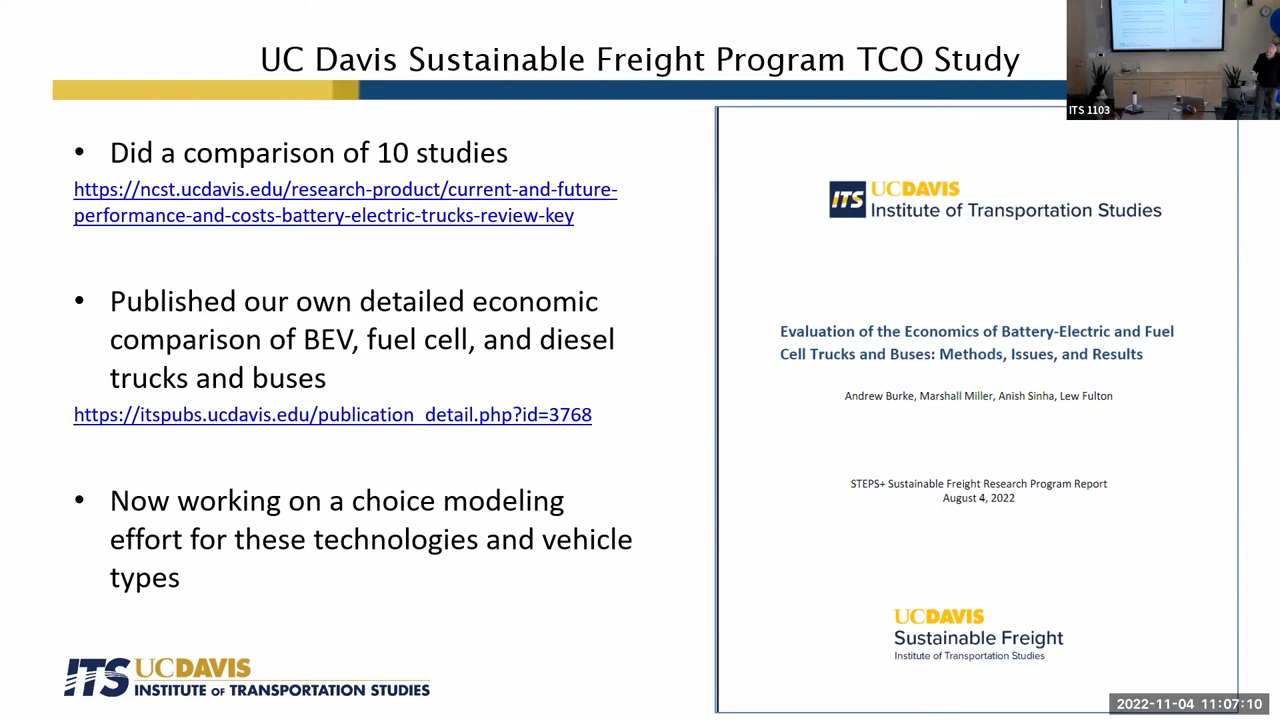 UC Davis Sustainable Freight Program TCO Study
ITS 1103
• Did a comparison of 10 studies
https://ncst.ucdavis.edu/research-product/current-and-future-
performance-and-costs-battery-electric-trucks-review-key
• Published our own detailed economic
comparison of BEV, fuel cell, and diesel
trucks and buses
https://itspubs.ucdavis.edu/publication_detail.php?id=3768
• Now working on a choice modeling
effort for these technologies and vehicle
types
ITS UCDAVIS
INSTITUTE OF TRANSPORTATION STUDIES
ITS UCDAVIS
Institute of Transportation Studies
Evaluation of the Economics of Battery-Electric and Fuel
Cell Trucks and Buses: Methods, Issues, and Results
Andrew Burke, Marshall Miller, Anish Sinha, Lew Fulton
STEPS+ Sustainable Freight Research Program Report
August 4, 2022
UCDAVIS
Sustainable Freight
Institute of Transportation Studies
2022-11-04 11:07:10